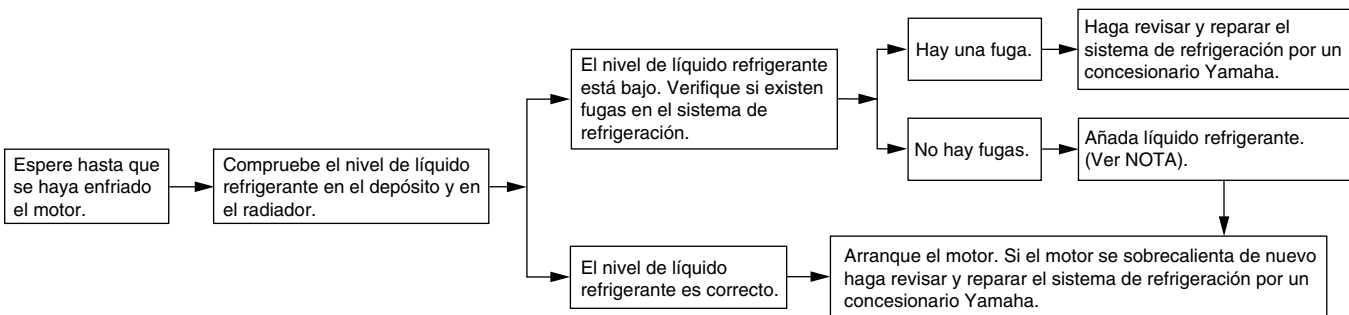 Espere hasta que
se haya enfriado
el motor.
Compruebe el nivel de líquido
refrigerante en el depósito y en
el radiador.
El nivel de líquido refrigerante
está bajo. Verifique si existen
fugas en el sistema de
refrigeración.
Hay una fuga.
Haga revisar y reparar el
sistema de refrigeración por un
concesionario Yamaha.
No hay fugas.
Añada líquido refrigerante.
(Ver NOTA).
El nivel de líquido
refrigerante es correcto.
Arranque el motor. Si el motor se sobrecalienta de nuevo
haga revisar y reparar el sistema de refrigeración por un
concesionario Yamaha.